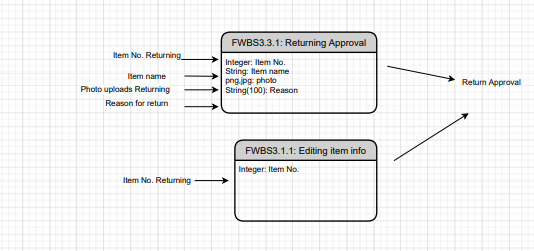 FWBS3.3.1: Returning Approval
Item No. Returning
Item name
Photo uploads Returning
Reason for return
Integer: Item No.
String: Item name
png,jpg: photo
String(100): Reason
Return Approval
FWBS3.1.1: Editing item info
Item No. Returning
Integer: Item No.